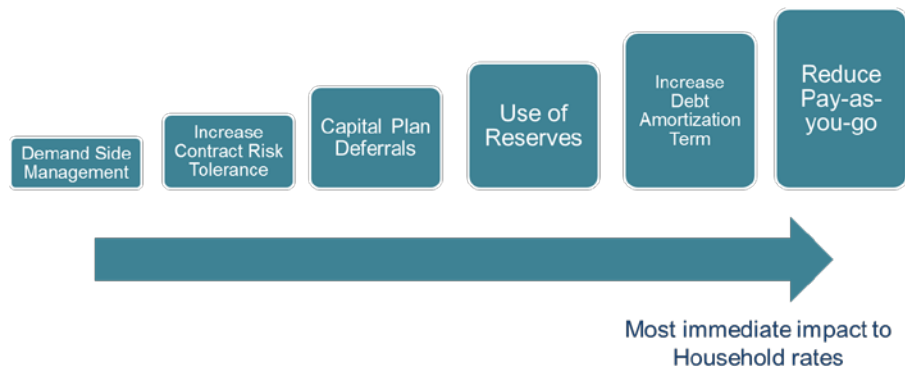 Demand Side
Management
Increase
Contract Risk
Tolerance
Capital Plan
Deferrals
Use of
Reserves
Increase
Debt
Amortization
Term
Reduce
Pay-as-
you-go
Most immediate impact to
Household rates